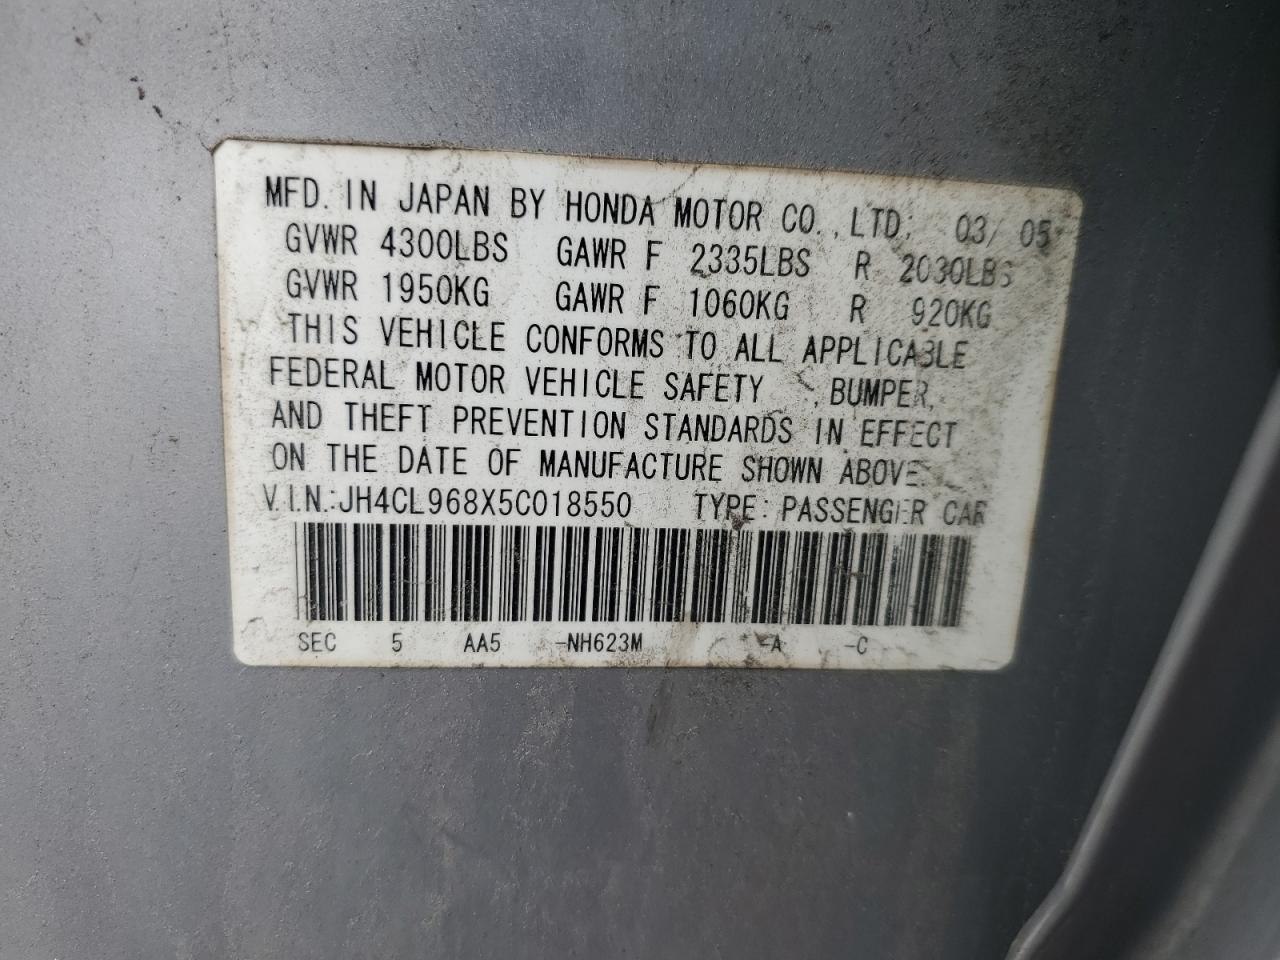 MFD. IN JAPAN BY HONDA MOTOR CO., LTD; 03/ 05
GVWR 4300LBS GAWR F 2335LBS R 2030LBS
GVWR 1950KG GAWR F 1060KG R 920KG
THIS VEHICLE CONFORMS TO ALL APPLICABLE
FEDERAL MOTOR VEHICLE SAFETY , BUMPER,
AND THEFT PREVENTION STANDARDS IN EFFECT
ON THE DATE OF MANUFACTURE SHOWN ABOVE.
V.I.N.:JH4CL968X5C018550 TYPE: PASSENGER CAR
SEC 5 AA5 -NH623M -A -C